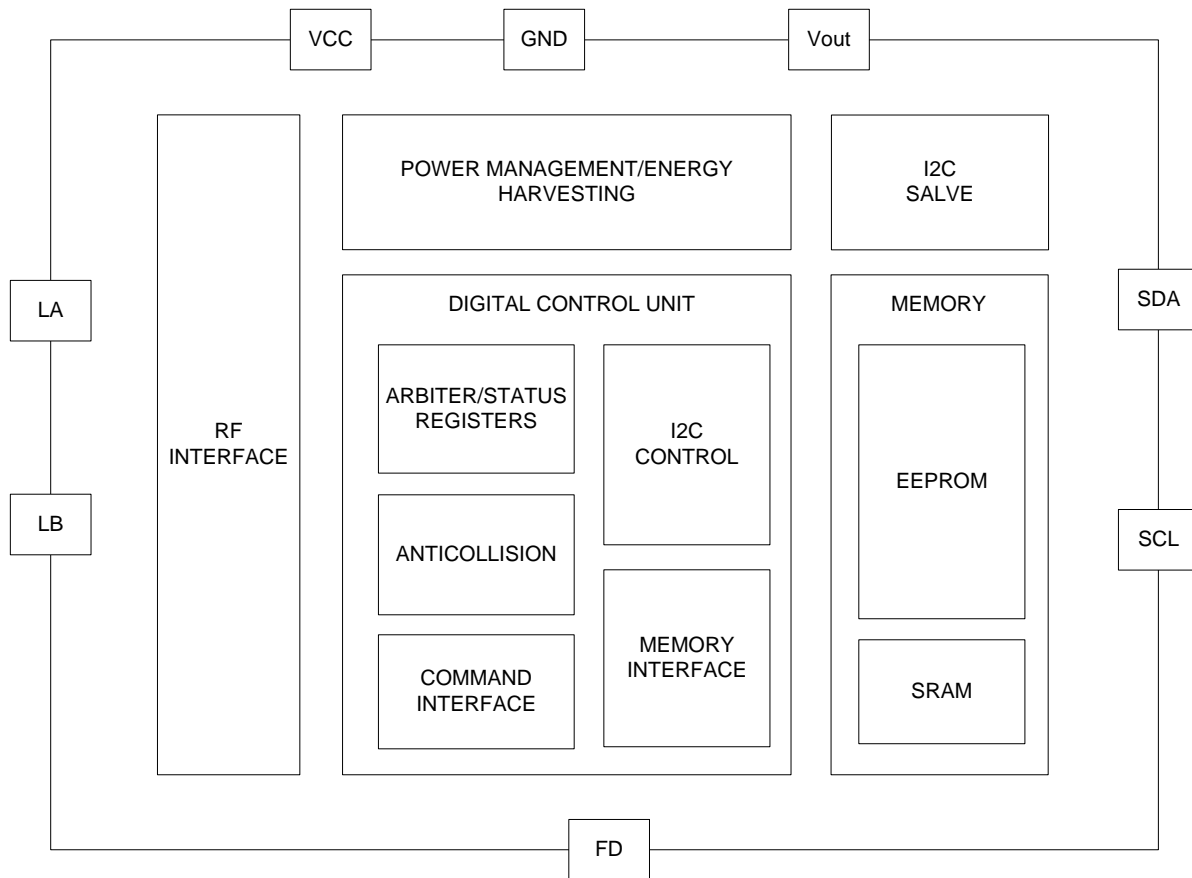 VCC
GND
Vout
POWER MANAGEMENT/ENERGY
HARVESTING
I2C
SALVE
LA
LB
RF
INTERFACE
DIGITAL CONTROL UNIT
ARBITER/STATUS
REGISTERS
I2C
CONTROL
ANTICOLLISION
COMMAND
INTERFACE
MEMORY
INTERFACE
MEMORY
EEPROM
SRAM
SDA
SCL
FD